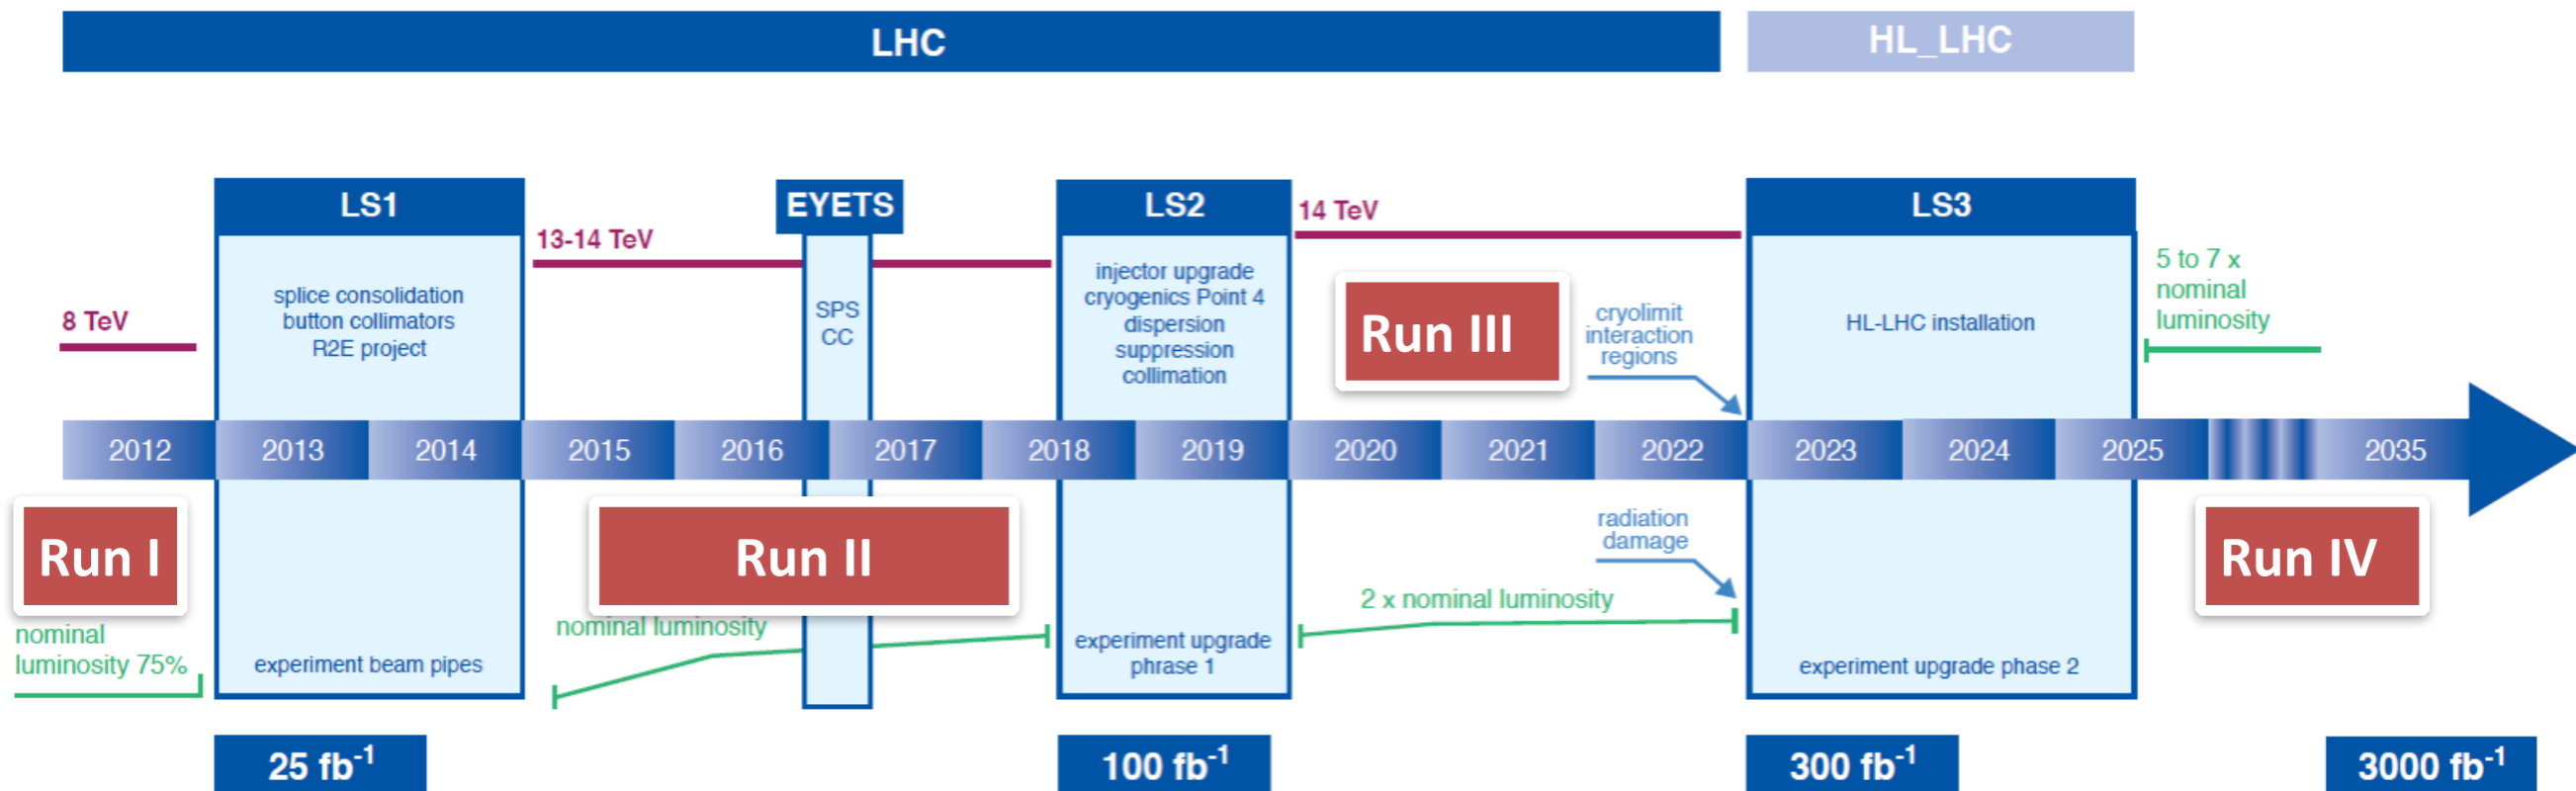 LHC
HL_LHC
LS1
EYETS
LS2
14 TeV
LS3
13-14 TeV
8 TeV
splice consolidation
button collimators
R2E project
SPS
CC
injector upgrade
cryogenics Point 4
dispersion
suppression
collimation
Run III
cryolimit
interaction
regions
HL-LHC installation
5 to 7 x
nominal
luminosity
2012
2013
2014
2015
2016
2017
2018
2019
2020
2021
2022
2023
2024
2025
2035
Run I
Run II
radiation
damage
Run IV
nominal
luminosity 75%
experiment beam pipes
nominal luminosity
experiment upgrade
phrase 1
2 x nominal luminosity
experiment upgrade phase 2
25 fb⁻¹
100 fb⁻¹
300 fb⁻¹
3000 fb⁻¹